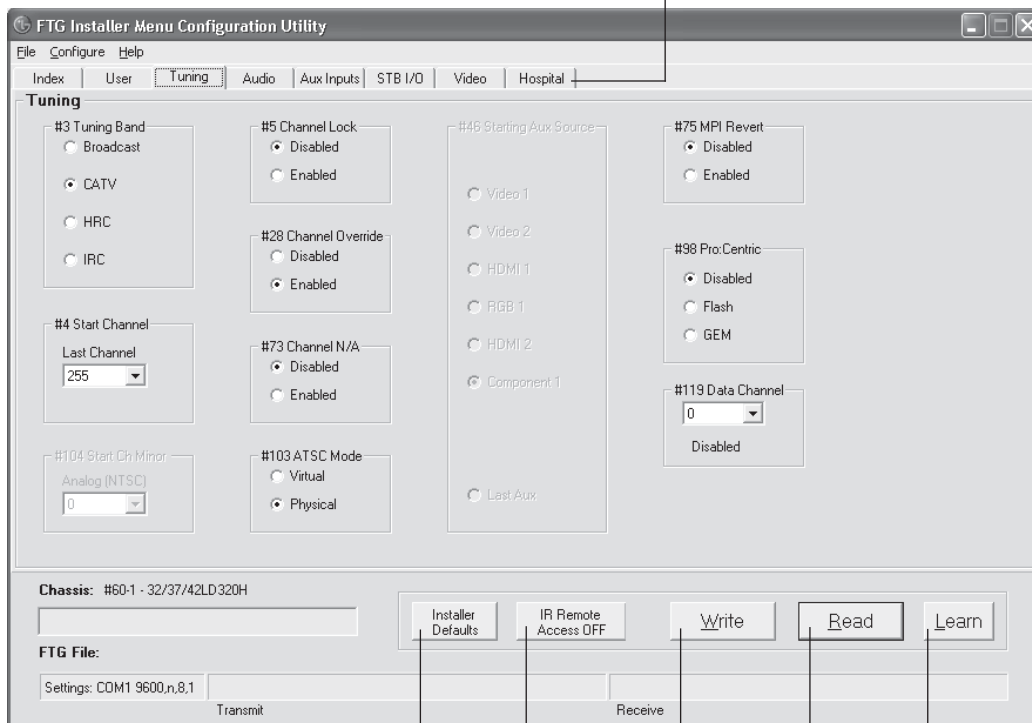 FTG Installer Menu Configuration Utility
File Configure Help
Index User Tuning Audio Aux Inputs STB I/O Video Hospital
Tuning
#3 Tuning Band
Broadcast
CATV
HRC
IRC
#4 Start Channel
Last Channel
255
#104 Start Ch Minor
Analog (NTSC)
0
#5 Channel Lock
Disabled
Enabled
#28 Channel Override
Disabled
Enabled
#73 Channel N/A
Disabled
Enabled
#103 ATSC Mode
Virtual
Physical
#46 Starting Aux Source
Video 1
Video 2
HDMI 1
RGB 1
HDMI 2
Component 1
Last Aux
#75 MPI Revert
Disabled
Enabled
#98 Pro:Centric
Disabled
Flash
GEM
#119 Data Channel
0
Disabled
Chassis: #60-1 - 32/37/42LD320H
Installer
Defaults
IR Remote
Access OFF
Write
Read
Learn
FTG File:
Settings: COM1 9600,n,8,1
Transmit
Receive